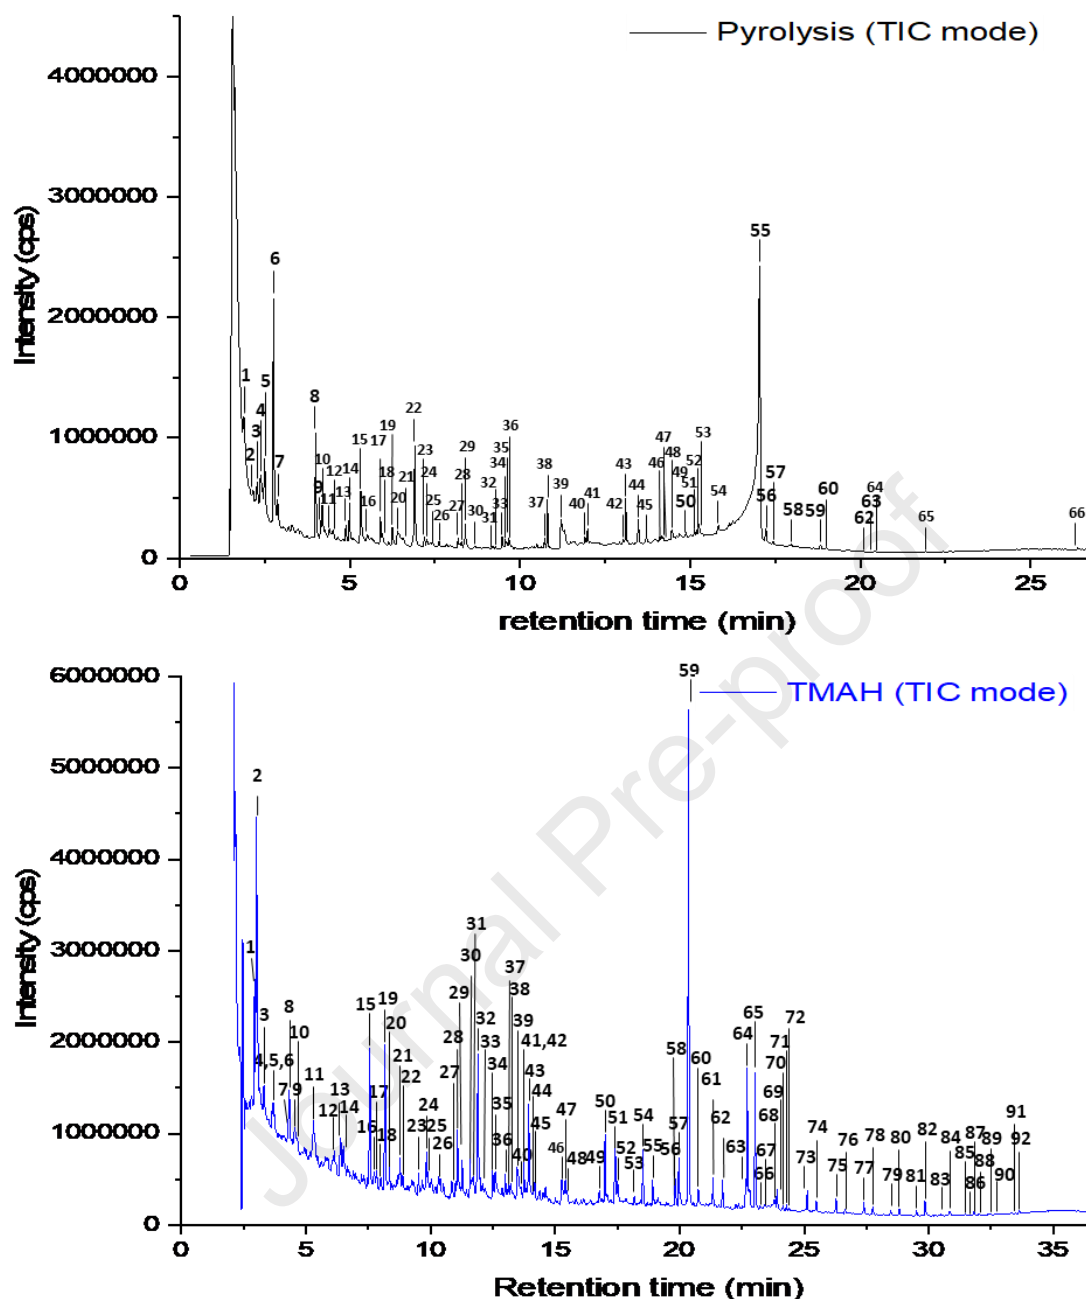 Pyrolysis (TIC mode)
Intensity (cps)
4000000
3000000
2000000
1000000
0
1 2 3 4 5 6 7 8 9 10 11 12 13 14 15 16 17 18 19 20 21 22 23 24 25 26 27 28 29 30 31 32 33 34 35 36 37 38 39 40 41 42 43 44 45 46 47 48 49 50 51 52 53 54 55 56 57 58 59 60 62 63 64 65 66
0 5 10 15 20 25
retention time (min)
TMAH (TIC mode)
Intensity (cps)
6000000
5000000
4000000
3000000
2000000
1000000
0
1 2 3 4,5,6 7 8 9 10 11 12 13 14 15 16 17 18 19 20 21 22 23 24 25 26 27 28 29 30 31 32 33 34 35 36 37 38 39 40 41,42 43 44 45 46 47 48 49 50 51 52 53 54 55 56 57 58 59 60 61 62 63 64 65 66 67 68 69 70 71 72 73 74 75 76 77 78 79 80 81 82 83 84 85 86 87 88 89 90 91 92
0 5 10 15 20 25 30 35
Retention time (min)
Journal Pre-proof